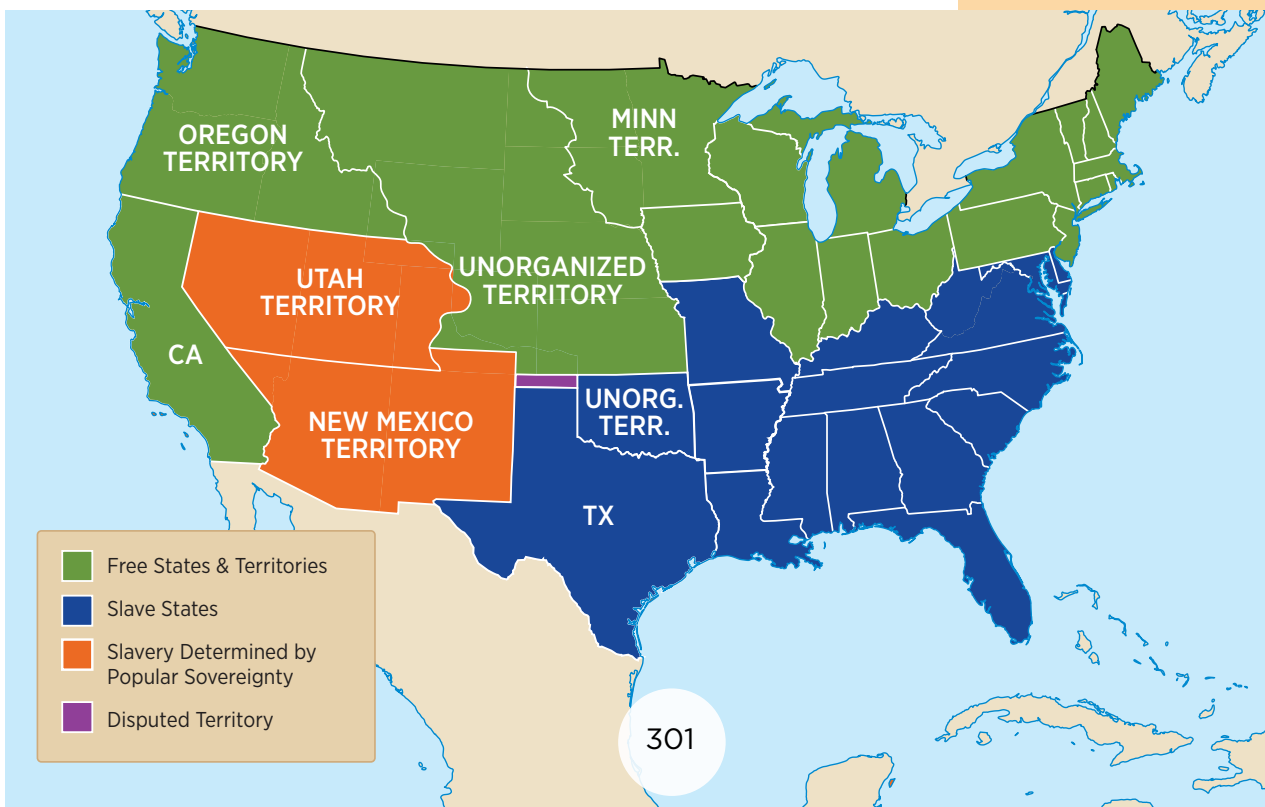 OREGON
TERRITORY
MINN
TERR.
UTAH
TERRITORY
UNORGANIZED
TERRITORY
CA
NEW MEXICO
TERRITORY
UNORG.
TERR.
TX
Free States & Territories
Slave States
Slavery Determined by
Popular Sovereignty
Disputed Territory
301